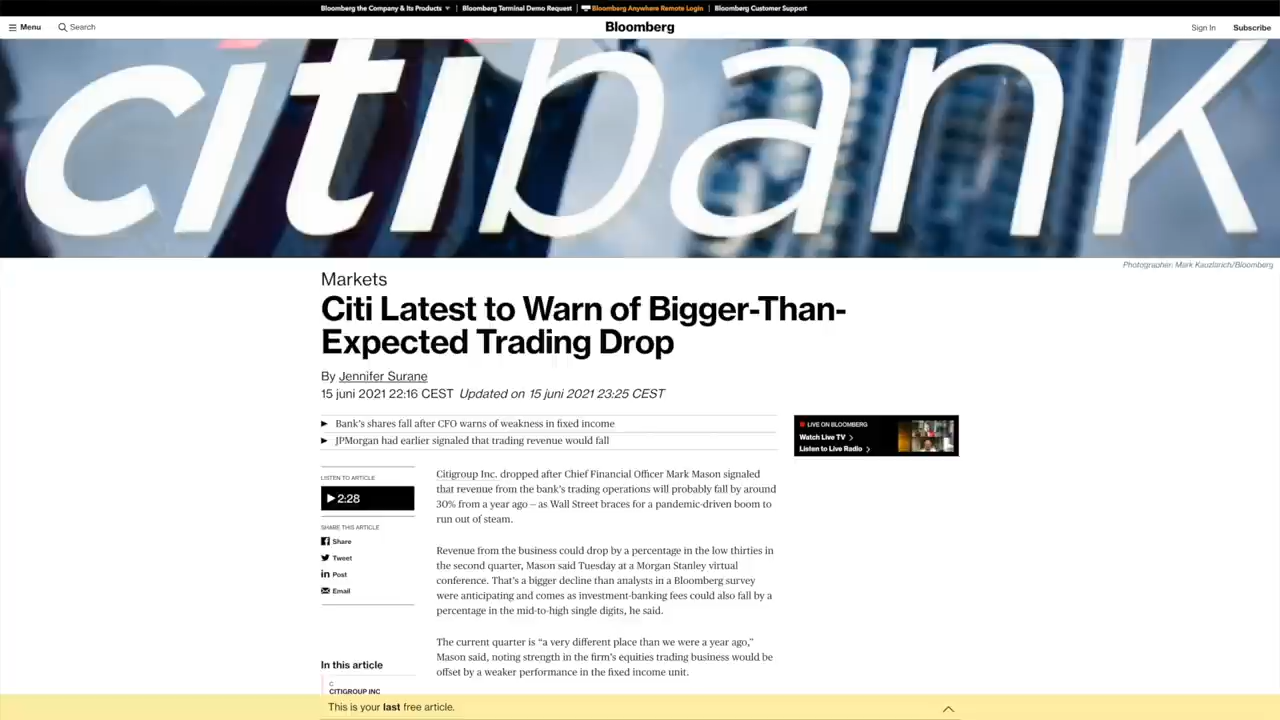 Bloomberg the Company & Its Products | Bloomberg Terminal Demo Request | Bloomberg Anywhere Remote Login | Bloomberg Customer Support
Menu Search Bloomberg Sign In Subscribe
citibank
Photographer: Mark Kauzlarich/Bloomberg
Markets
Citi Latest to Warn of Bigger-Than-
Expected Trading Drop
By Jennifer Surane
15 juni 2021 22:16 CEST Updated on 15 juni 2021 23:25 CEST
Bank's shares fall after CFO warns of weakness in fixed income
JPMorgan had earlier signaled that trading revenue would fall
LIVE ON BLOOMBERG
Watch Live TV
Listen to Live Radio
LISTEN TO ARTICLE
2:28
SHARE THIS ARTICLE
Share
Tweet
Post
Email
Citigroup Inc. dropped after Chief Financial Officer Mark Mason signaled
that revenue from the bank's trading operations will probably fall by around
30% from a year ago – as Wall Street braces for a pandemic-driven boom to
run out of steam.
Revenue from the business could drop by a percentage in the low thirties in
the second quarter, Mason said Tuesday at a Morgan Stanley virtual
conference. That's a bigger decline than analysts in a Bloomberg survey
were anticipating and comes as investment-banking fees could also fall by a
percentage in the mid-to-high single digits, he said.
The current quarter is "a very different place than we were a year ago,"
Mason said, noting strength in the firm's equities trading business would be
offset by a weaker performance in the fixed income unit.
In this article
C
CITIGROUP INC
This is your last free article.